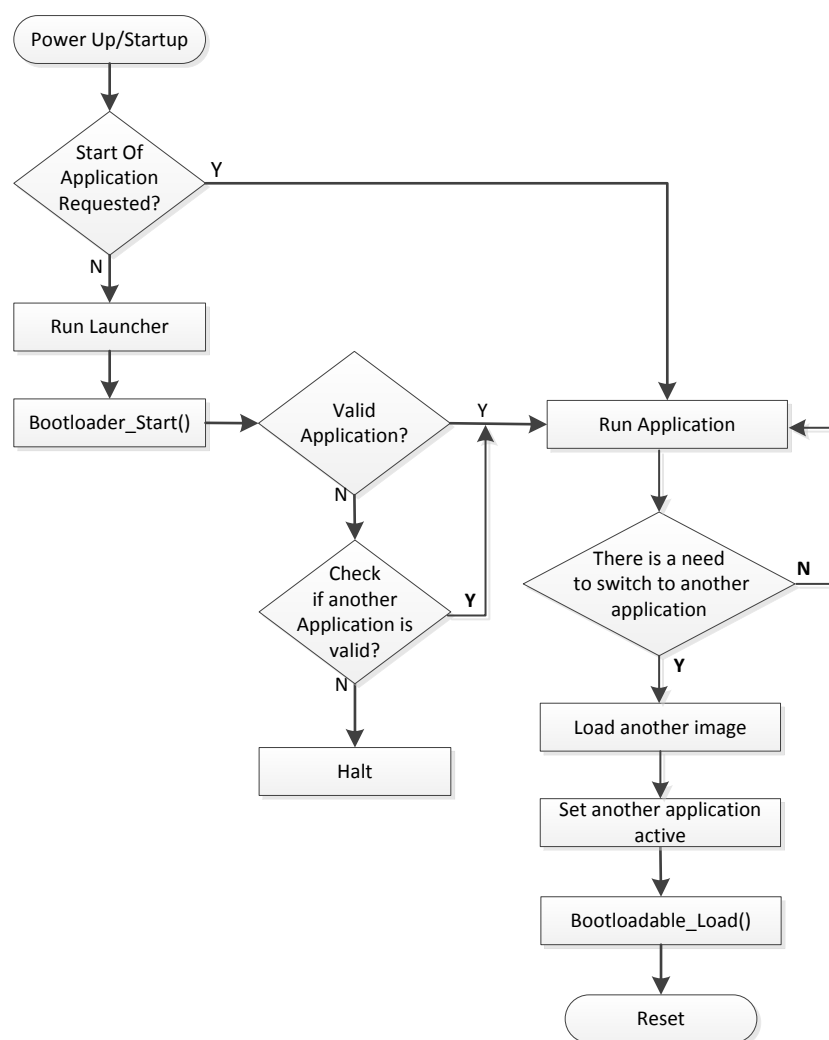 Power Up/Startup
Start Of
Application
Requested?
Y
N
Run Launcher
Bootloader_Start()
Valid
Application?
Y
N
Check
if another
Application is
valid?
Y
N
Halt
Run Application
There is a need
to switch to another
application
N
Y
Load another image
Set another application
active
Bootloadable_Load()
Reset